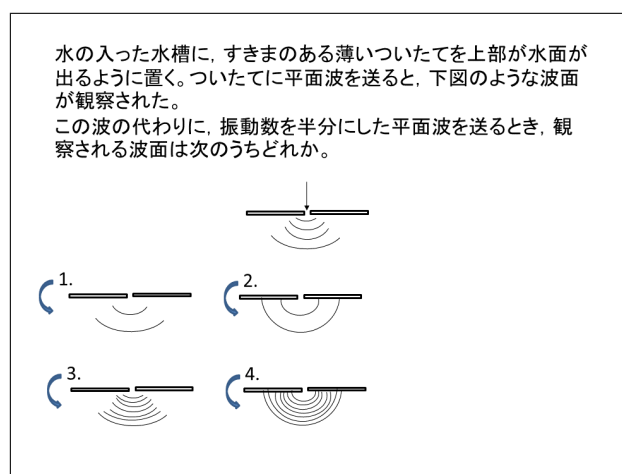 水の入った水槽に，すきまのある薄いついたてを上部が水面が
出るように置く。ついたてに平面波を送ると，下図のような波面
が観察された。
この波の代わりに，振動数を半分にした平面波を送るとき，観
察される波面は次のうちどれか。
1.
2.
3.
4.